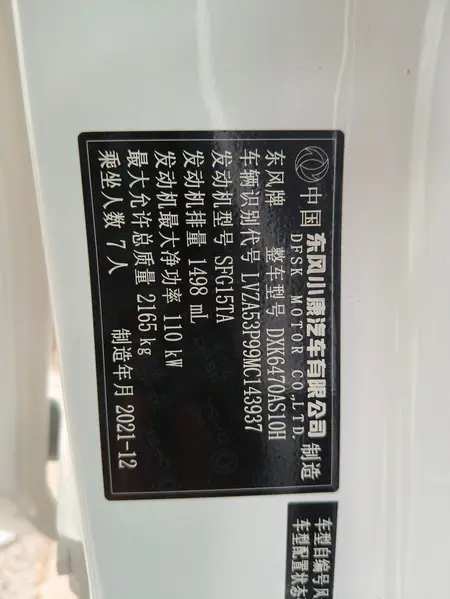 中国 东风小康汽车有限公司 制造
DFSK MOTOR CO.,LTD
东风牌 整车型号 DXK6470AS10H
车辆识别代号 LVZA53P99MC143937
发动机型号 SFG15TA
发动机排量 1498 mL
发动机最大净功率 110 kW
最大允许总质量 2165 kg
乘坐人数 7人 制造年月 2021-12
车型自编号 风
车型配置状态